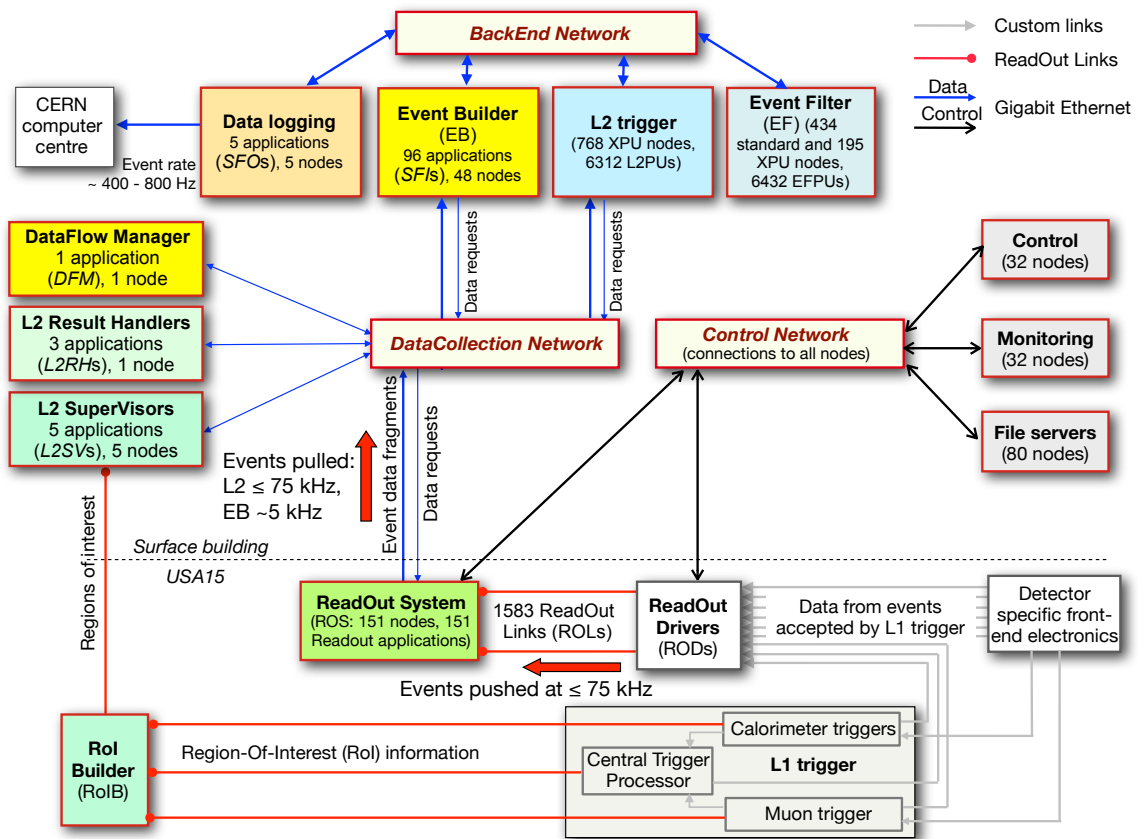 BackEnd Network
Custom links
ReadOut Links
Data
Control
Gigabit Ethernet
CERN
computer
centre
Event rate
~ 400 - 800 Hz
Data logging
5 applications
(SFOs), 5 nodes
Event Builder
(EB)
96 applications
(SFIs), 48 nodes
L2 trigger
(768 XPU nodes,
6312 L2PUs)
Event Filter
(EF) (434
standard and 195
XPU nodes,
6432 EFPUs)
Data requests
Data requests
DataFlow Manager
1 application
(DFM), 1 node
L2 Result Handlers
3 applications
(L2RHs), 1 node
L2 SuperVisors
5 applications
(L2SVs), 5 nodes
DataCollection Network
Control Network
(connections to all nodes)
Control
(32 nodes)
Monitoring
(32 nodes)
File servers
(80 nodes)
Events pulled:
L2 ≤ 75 kHz,
EB ~5 kHz
Event data fragments
Data requests
Regions of interest
Surface building
USA15
ReadOut System
(ROS: 151 nodes, 151
Readout applications)
1583 ReadOut
Links (ROLs)
ReadOut
Drivers
(RODs)
Data from events
accepted by L1 trigger
Detector
specific front-
end electronics
Events pushed at ≤ 75 kHz
RoI
Builder
(RoIB)
Region-Of-Interest (RoI) information
Calorimeter triggers
Central Trigger
Processor
L1 trigger
Muon trigger